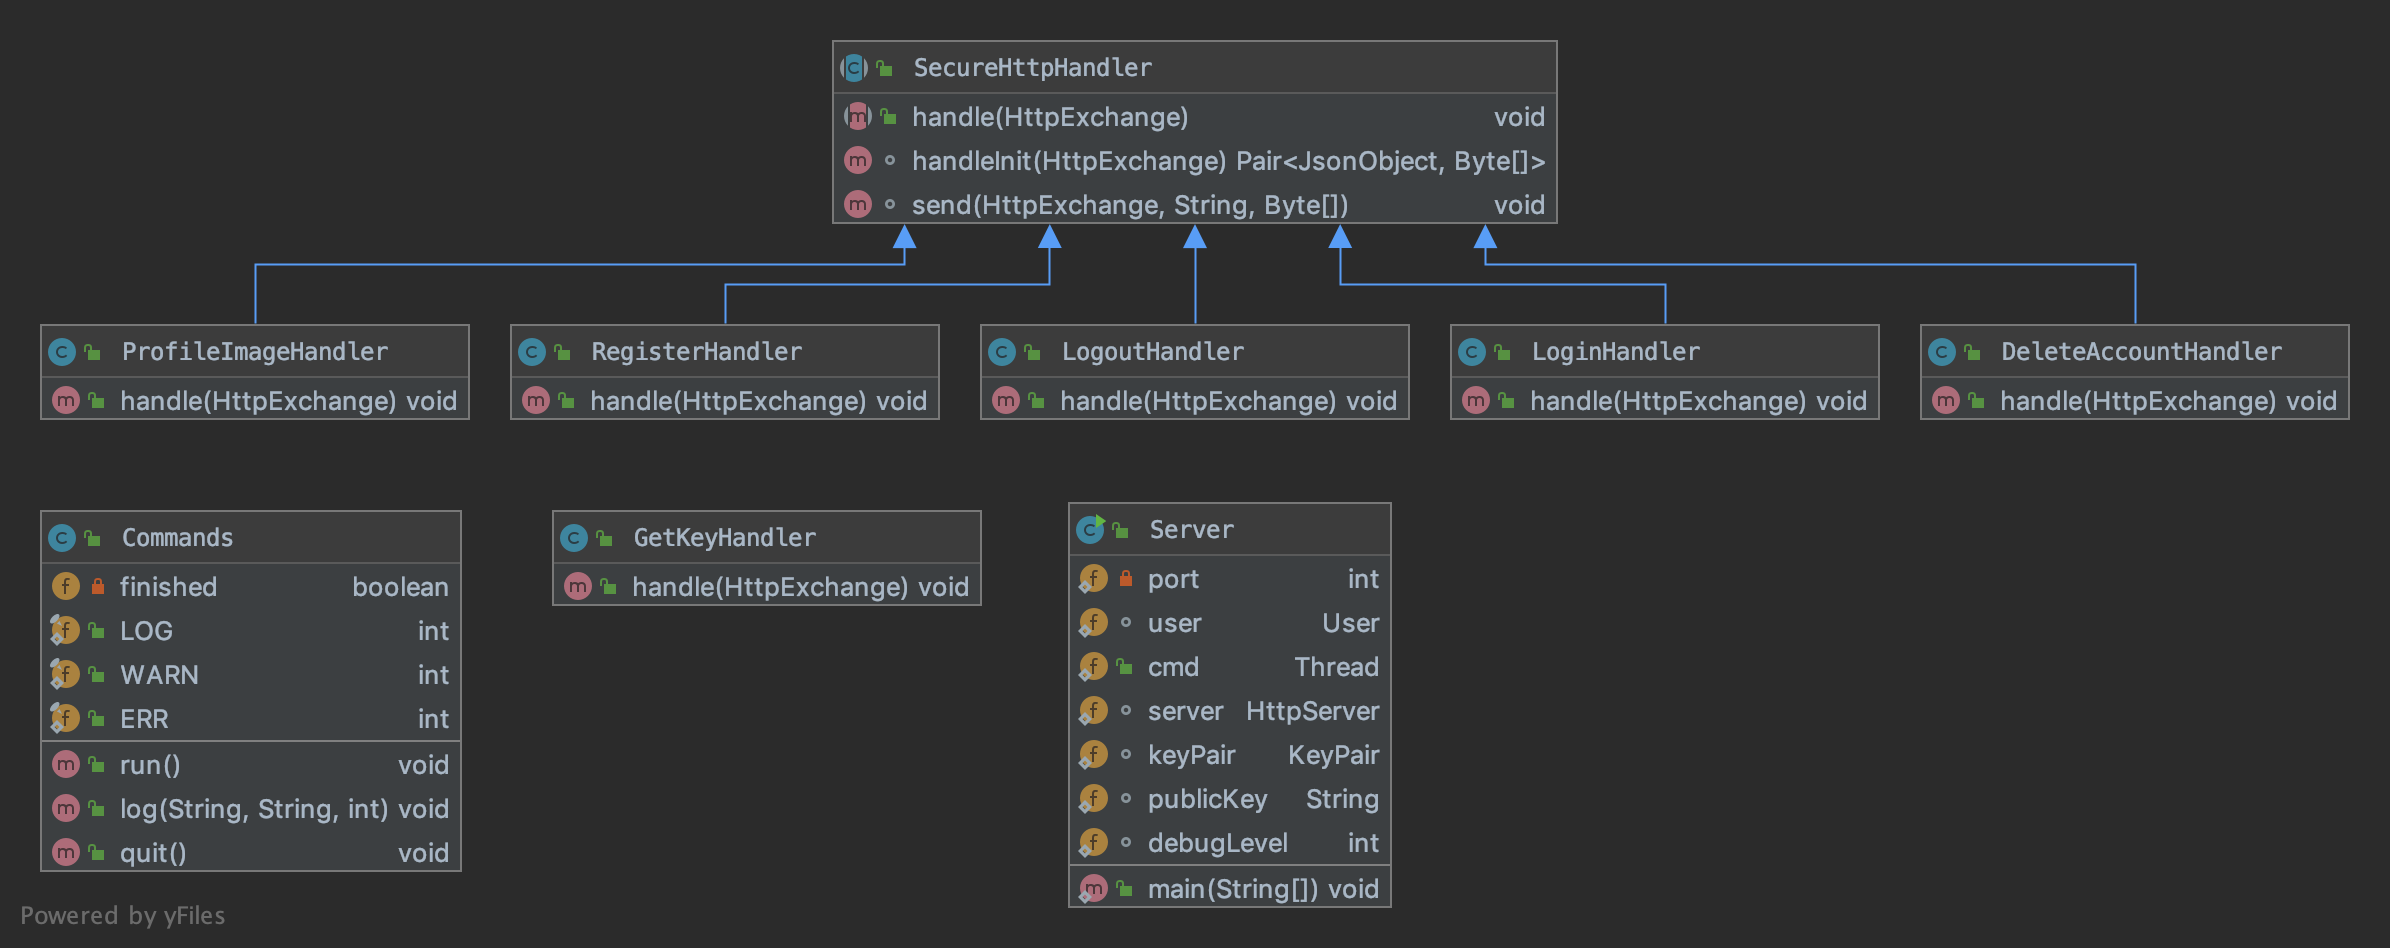 SecureHttpHandler
handle(HttpExchange) void
handleInit(HttpExchange) Pair<JsonObject, Byte[]>
send(HttpExchange, String, Byte[]) void
ProfileImageHandler
handle(HttpExchange) void
RegisterHandler
handle(HttpExchange) void
LogoutHandler
handle(HttpExchange) void
LoginHandler
handle(HttpExchange) void
DeleteAccountHandler
handle(HttpExchange) void
Commands
finished boolean
LOG int
WARN int
ERR int
run() void
log(String, String, int) void
quit() void
GetKeyHandler
handle(HttpExchange) void
Server
port int
user User
cmd Thread
server HttpServer
keyPair KeyPair
publicKey String
debugLevel int
main(String[]) void
Powered by yFiles